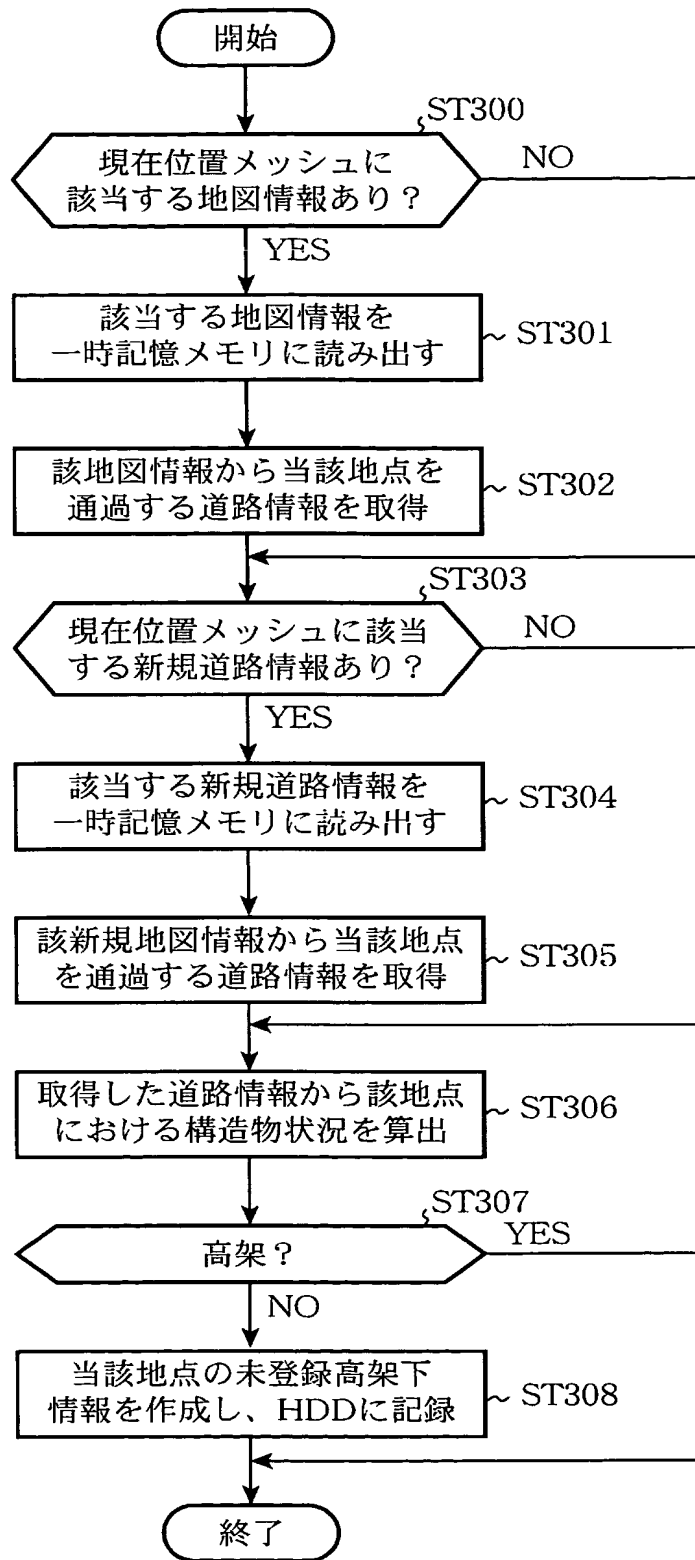 開始
ST300
現在位置メッシュに
該当する地図情報あり？
NO
YES
該当する地図情報を
一時記憶メモリに読み出す
ST301
該地図情報から当該地点を
通過する道路情報を取得
ST302
ST303
現在位置メッシュに該当
する新規道路情報あり？
NO
YES
該当する新規道路情報を
一時記憶メモリに読み出す
ST304
該新規地図情報から当該地点
を通過する道路情報を取得
ST305
取得した道路情報から該地点
における構造物状況を算出
ST306
ST307
高架？
YES
NO
当該地点の未登録高架下
情報を作成し、HDDに記録
ST308
終了